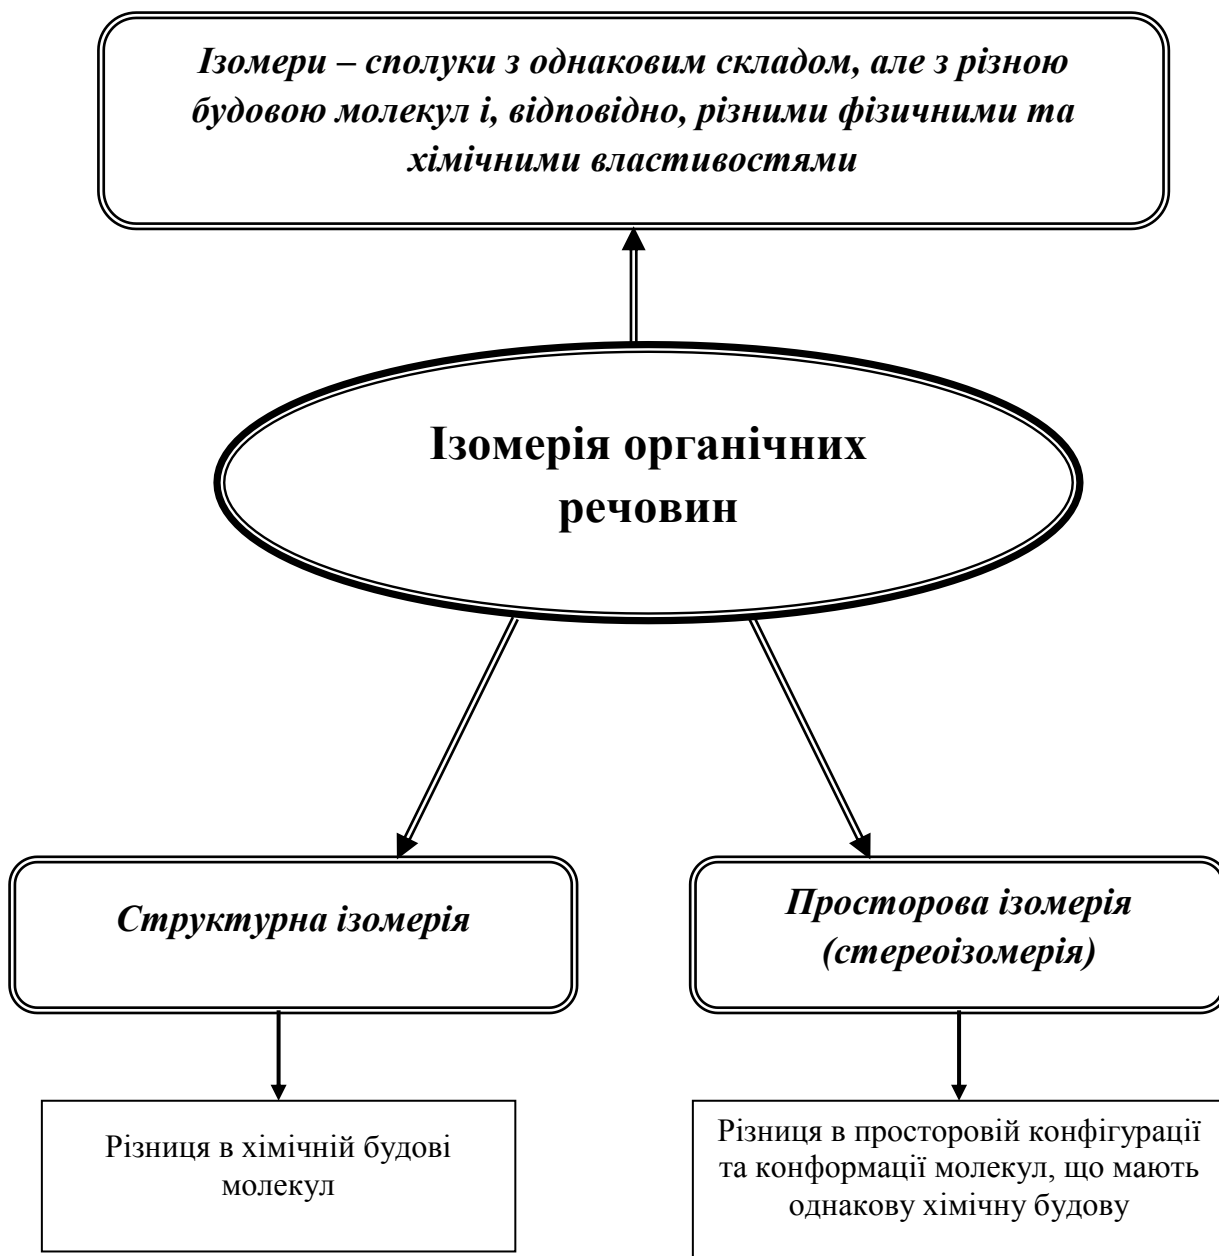 Ізомери – сполуки з однаковим складом, але з різною
будовою молекул і, відповідно, різними фізичними та
хімічними властивостями
Ізомерія органічних
речовин
Структурна ізомерія
Просторова ізомерія
(стереоізомерія)
Різниця в хімічній будові
молекул
Різниця в просторовій конфігурації
та конформації молекул, що мають
однакову хімічну будову